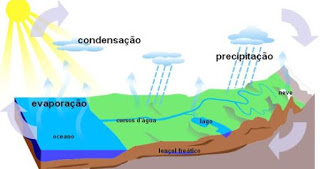 condensação
precipitação
evaporação
neve
cursos d'água
lago
oceano
lençol freático